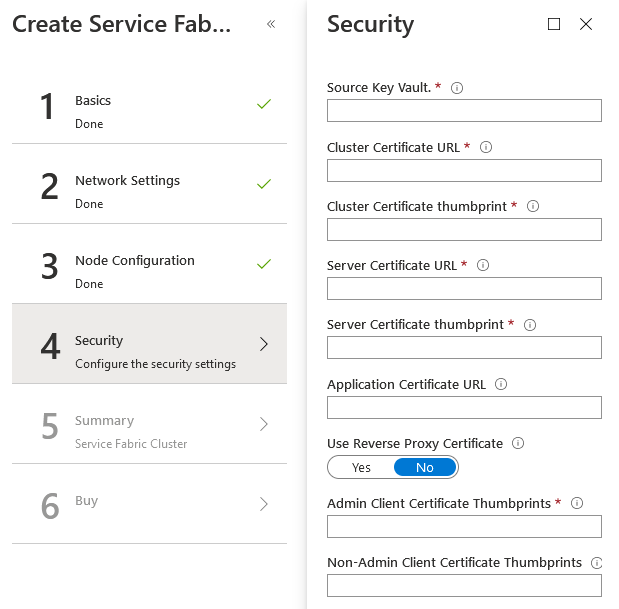 Create Service Fab...
«
1
Basics
Done
2
Network Settings
Done
3
Node Configuration
Done
4
Security
Configure the security settings
5
Summary
Service Fabric Cluster
6
Buy
Security
Source Key Vault. *
Cluster Certificate URL *
Cluster Certificate thumbprint *
Server Certificate URL *
Server Certificate thumbprint *
Application Certificate URL
Use Reverse Proxy Certificate
Yes No
Admin Client Certificate Thumbprints *
Non-Admin Client Certificate Thumbprints